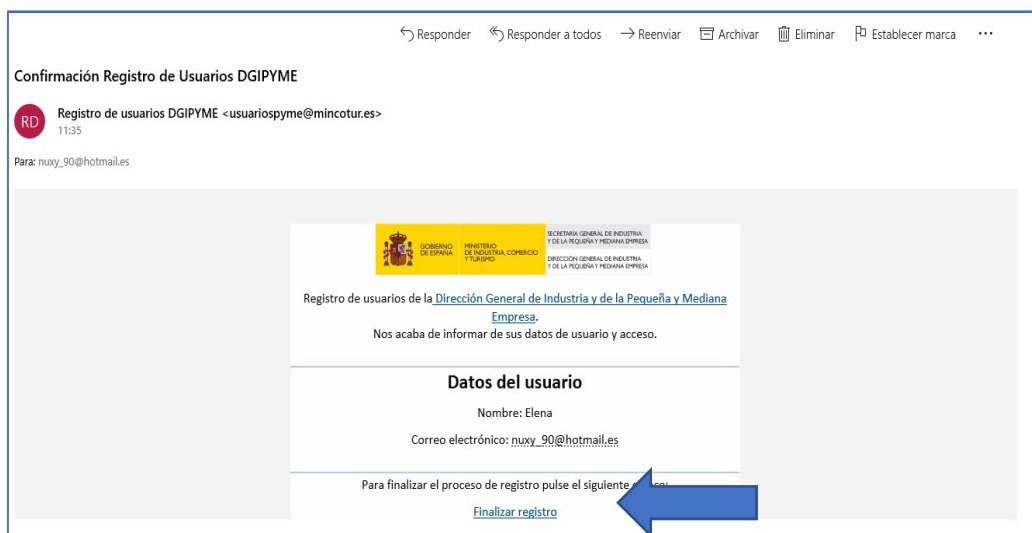 Responder Responder a todos Reenviar Archivar Eliminar Establecer marca ...
Confirmación Registro de Usuarios DGIPYME
RD
Registro de usuarios DGIPYME <usuariospyme@mincotur.es>
11:35
Para: nuxy_90@hotmail.es
GOBIERNO
DE ESPAÑA
MINISTERIO
DE INDUSTRIA, COMERCIO
Y TURISMO
SECRETARÍA GENERAL DE INDUSTRIA
Y DE LA PEQUEÑA Y MEDIANA EMPRESA
DIRECCIÓN GENERAL DE INDUSTRIA
Y DE LA PEQUEÑA Y MEDIANA EMPRESA
Registro de usuarios de la Dirección General de Industria y de la Pequeña y Mediana
Empresa.
Nos acaba de informar de sus datos de usuario y acceso.
Datos del usuario
Nombre: Elena
Correo electrónico: nuxy_90@hotmail.es
Para finalizar el proceso de registro pulse el siguiente
Finalizar registro